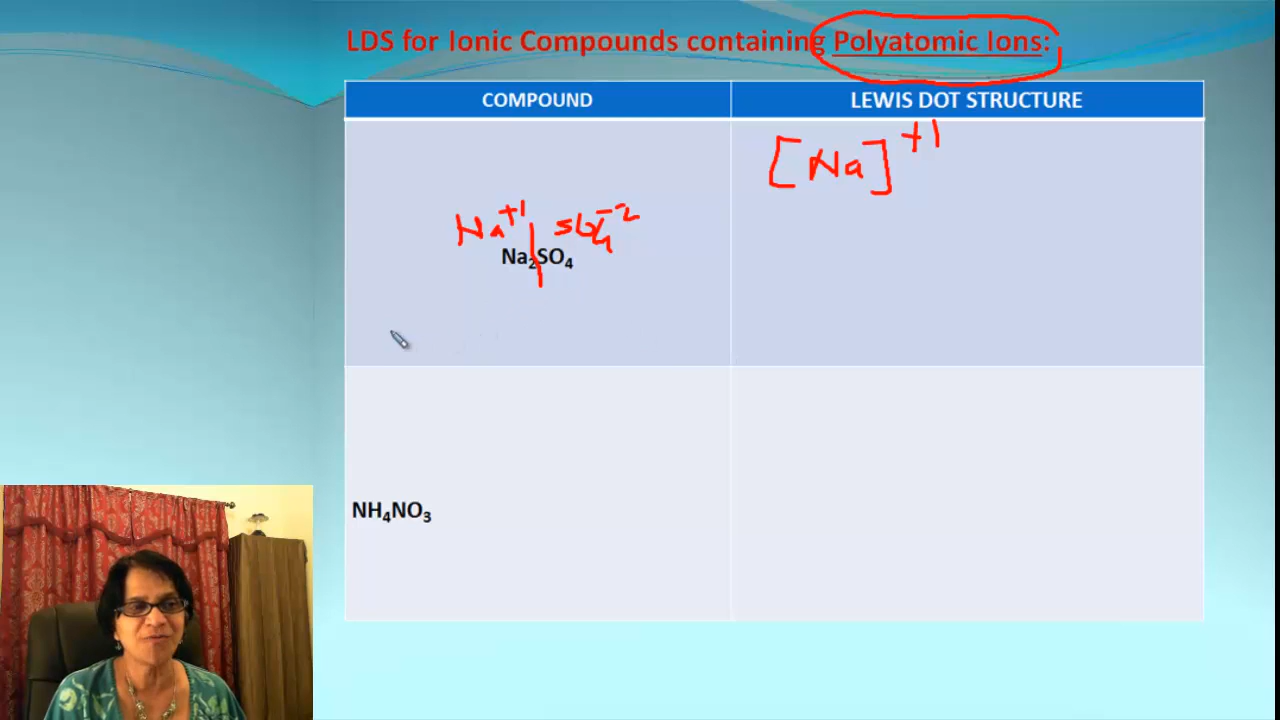 LDS for Ionic Compounds containing Polyatomic Ions:
COMPOUND LEWIS DOT STRUCTURE
[Na]⁺¹
Na⁺¹ SO₄⁻²
Na₂SO₄
NH₄NO₃